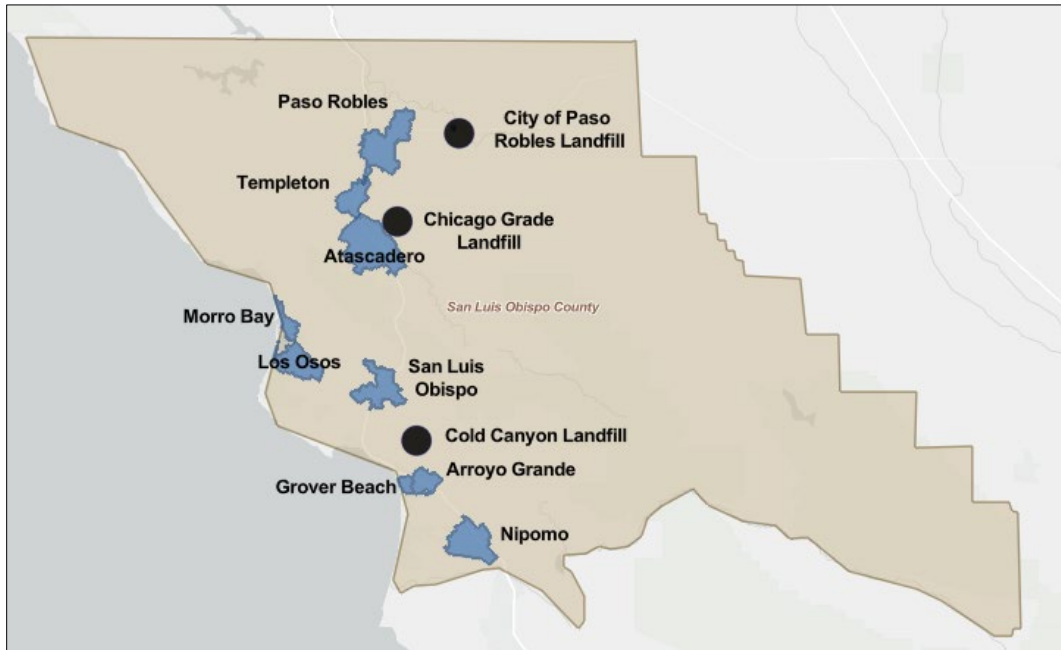 Paso Robles
City of Paso
Robles Landfill
Templeton
Chicago Grade
Landfill
Atascadero
San Luis Obispo County
Morro Bay
Los Osos
San Luis
Obispo
Cold Canyon Landfill
Arroyo Grande
Grover Beach
Nipomo